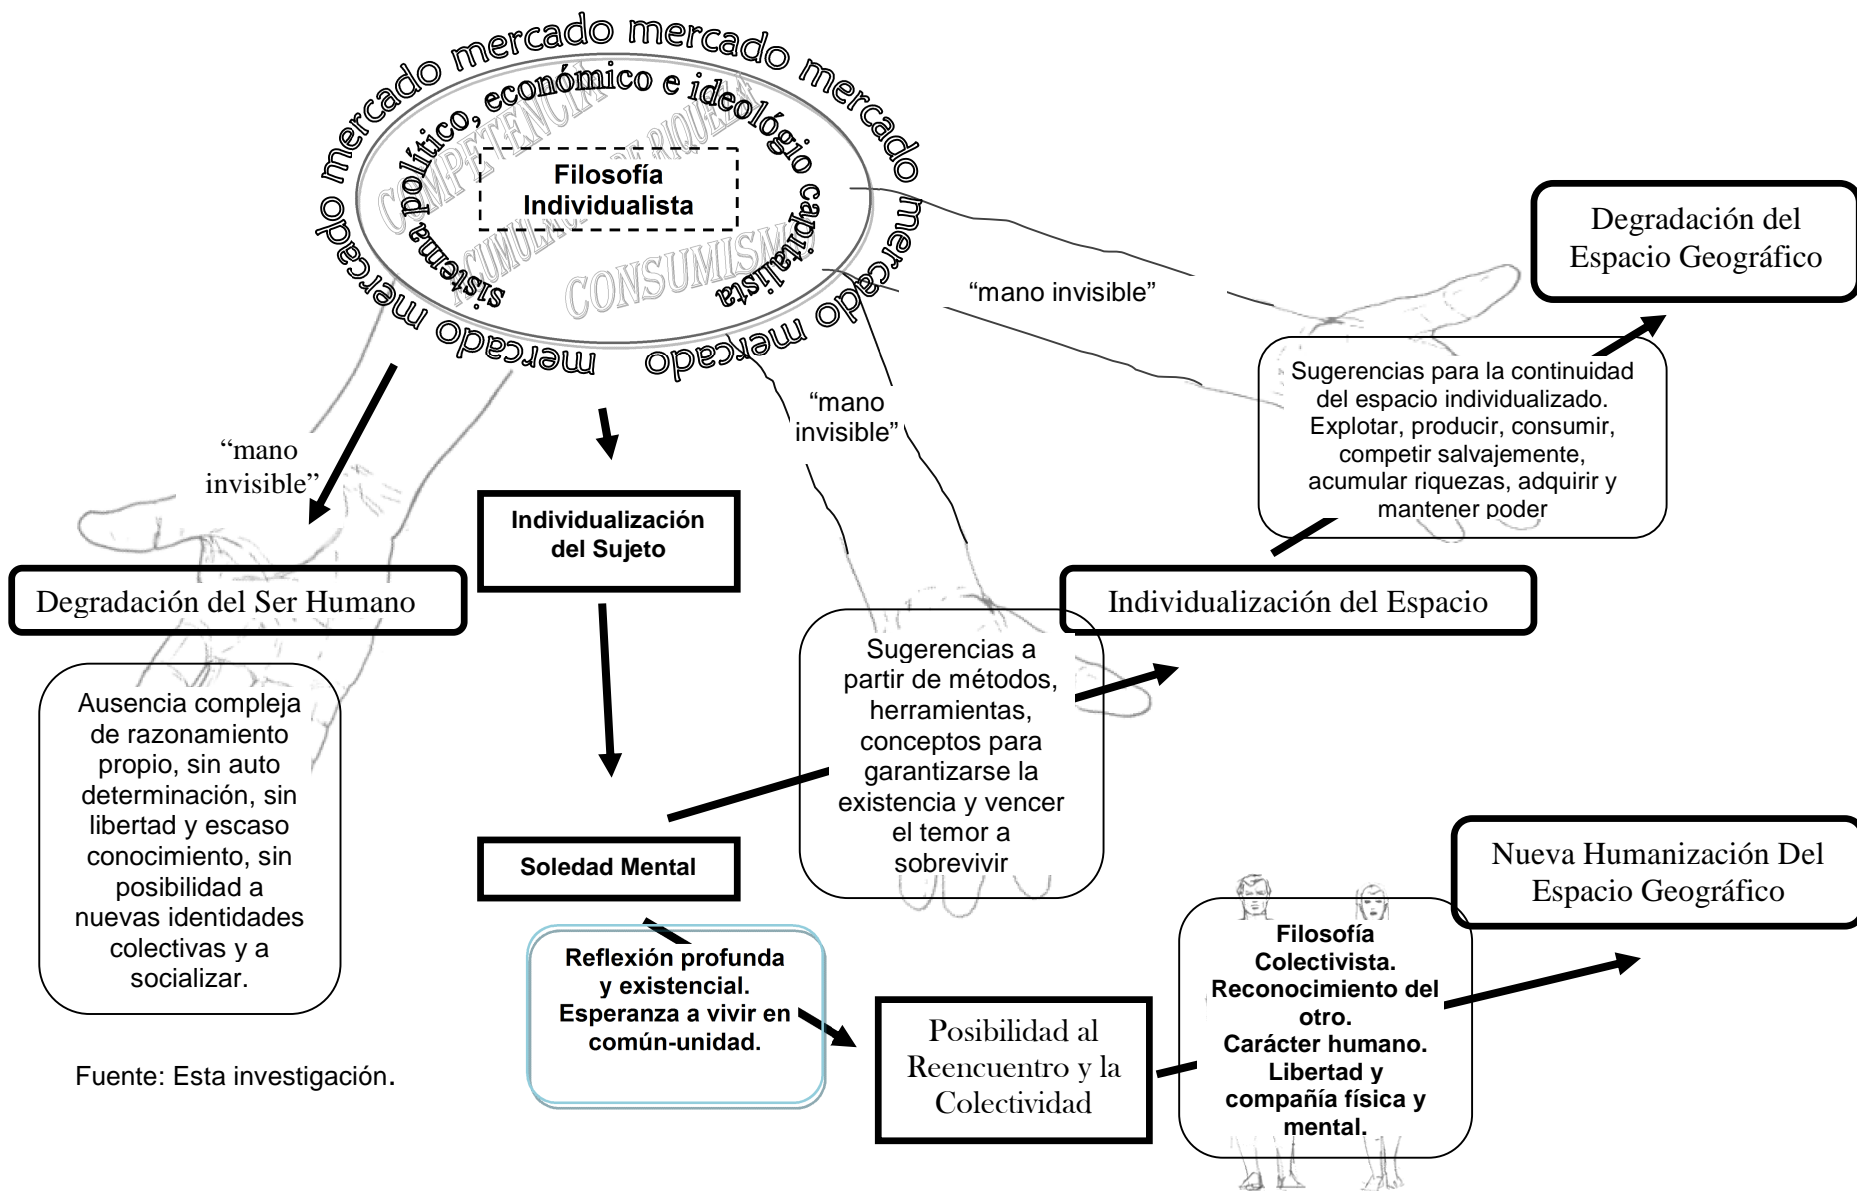 mercado mercado mercado mercado mercado mercado mercado mercado
sistema político, económico e ideológio capitalista
COMPETENCIA
DE RIQUEZA
CONSUMISMO
Filosofía
Individualista
“mano
invisible”
“mano
invisible”
“mano invisible”
Degradación del
Espacio Geográfico
Sugerencias para la continuidad
del espacio individualizado.
Explotar, producir, consumir,
competir salvajemente,
acumular riquezas, adquirir y
mantener poder
Individualización
del Sujeto
Degradación del Ser Humano
Individualización del Espacio
Ausencia compleja
de razonamiento
propio, sin auto
determinación, sin
libertad y escaso
conocimiento, sin
posibilidad a
nuevas identidades
colectivas y a
socializar.
Sugerencias a
partir de métodos,
herramientas,
conceptos para
garantizarse la
existencia y vencer
el temor a
sobrevivir
Soledad Mental
Nueva Humanización Del
Espacio Geográfico
Reflexión profunda
y existencial.
Esperanza a vivir en
común-unidad.
Filosofía
Colectivista.
Reconocimiento del
otro.
Carácter humano.
Libertad y
compañía física y
mental.
Posibilidad al
Reencuentro y la
Colectividad
Fuente: Esta investigación.